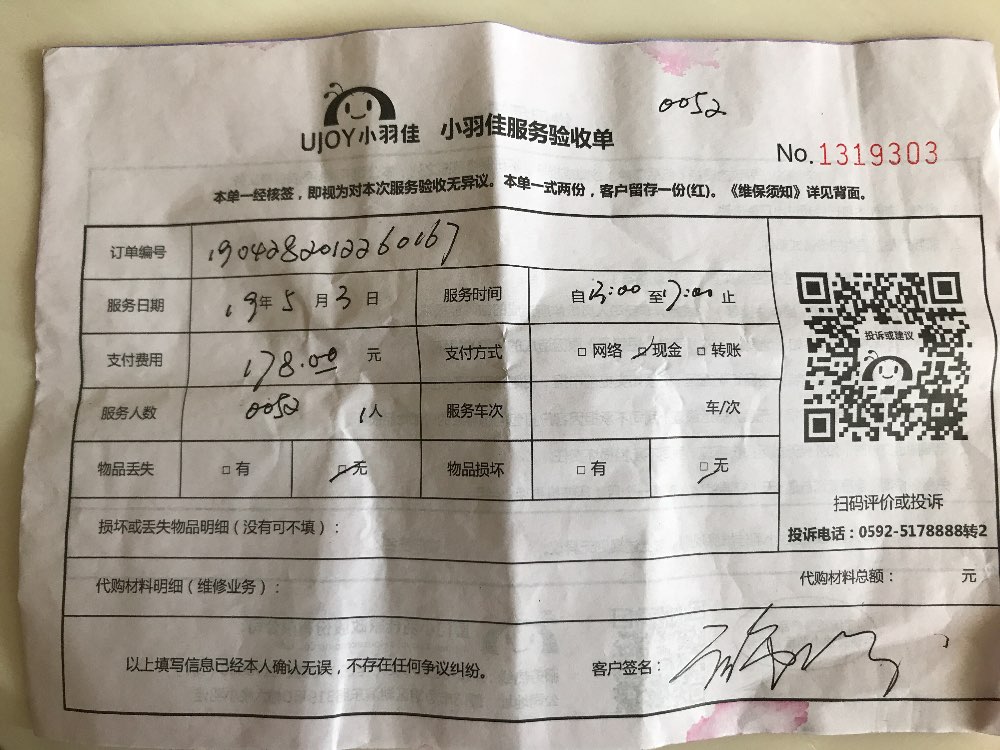 0052
UJOY小羽佳 小羽佳服务验收单
No.1319303
本单一经核签，即视为对本次服务验收无异议。本单一式两份，客户留存一份(红)。《维保须知》详见背面。
订单编号 1904282012260167
服务日期 19年 5 月 3 日 服务时间 自13:00 至17:00 止
支付费用 178.00 元 支付方式 □ 网络 □ 现金 □ 转账
服务人数 0052 1人 服务车次 车/次
物品丢失 □ 有 □ 无 物品损坏 □ 有 □ 无
投诉或建议
扫码评价或投诉
投诉电话：0592-5178888转2
损坏或丢失物品明细（没有可不填）：
代购材料明细（维修业务）： 代购材料总额： 元
以上填写信息已经本人确认无误，不存在任何争议纠纷。 客户签名：